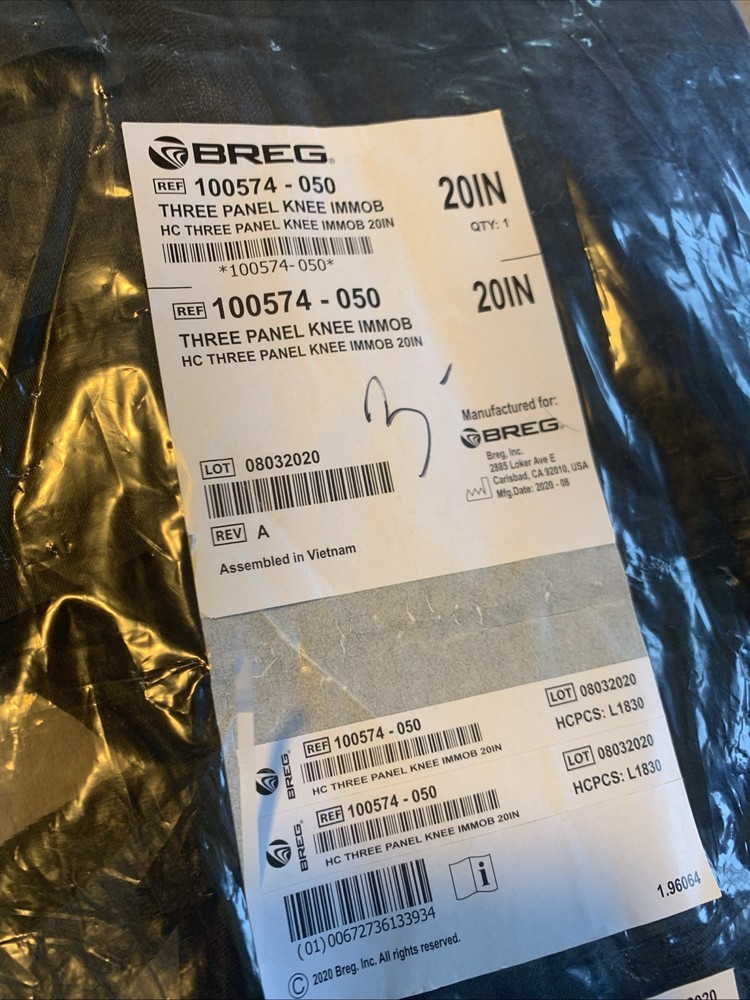 BREG®
REF 100574 - 050
THREE PANEL KNEE IMMOB
HC THREE PANEL KNEE IMMOB 20IN
*100574-050*
20IN
QTY: 1
REF 100574 - 050
THREE PANEL KNEE IMMOB
HC THREE PANEL KNEE IMMOB 20IN
20IN
LOT 08032020
REV A
Assembled in Vietnam
Manufactured for:
BREG®
Breg, Inc.
2885 Loker Ave E
Carlsbad, CA 92010, USA
Mfg.Date: 2020 - 08
BREG®
REF 100574 - 050
HC THREE PANEL KNEE IMMOB 20IN
LOT 08032020
HCPCS: L1830
BREG®
REF 100574 - 050
HC THREE PANEL KNEE IMMOB 20IN
LOT 08032020
HCPCS: L1830
(01)00672736133934
i
1.96064
© 2020 Breg. Inc. All rights reserved.